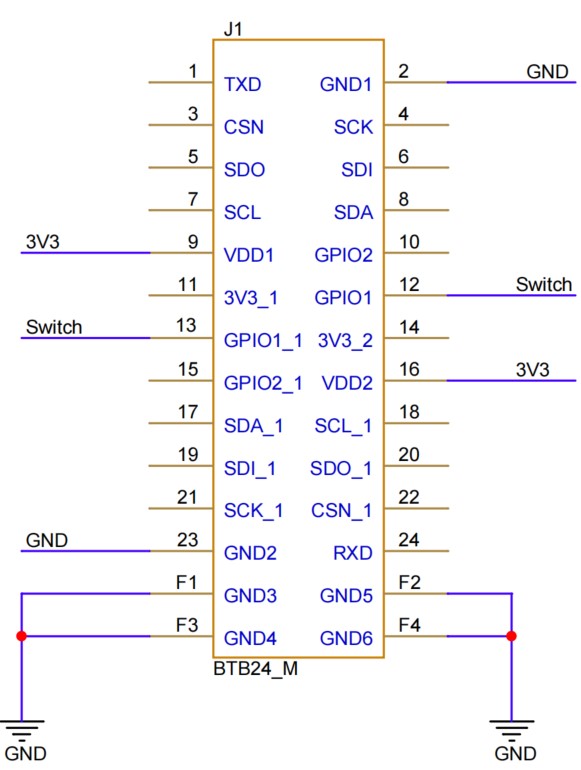 J1
1 TXD GND1 2 GND
3 CSN SCK 4
5 SDO SDI 6
7 SCL SDA 8
3V3 9 VDD1 GPIO2 10
11 3V3_1 GPIO1 12 Switch
Switch 13 GPIO1_1 3V3_2 14
15 GPIO2_1 VDD2 16 3V3
17 SDA_1 SCL_1 18
19 SDI_1 SDO_1 20
21 SCK_1 CSN_1 22
GND 23 GND2 RXD 24
F1 GND3 GND5 F2
F3 GND4 GND6 F4
BTB24_M
GND GND